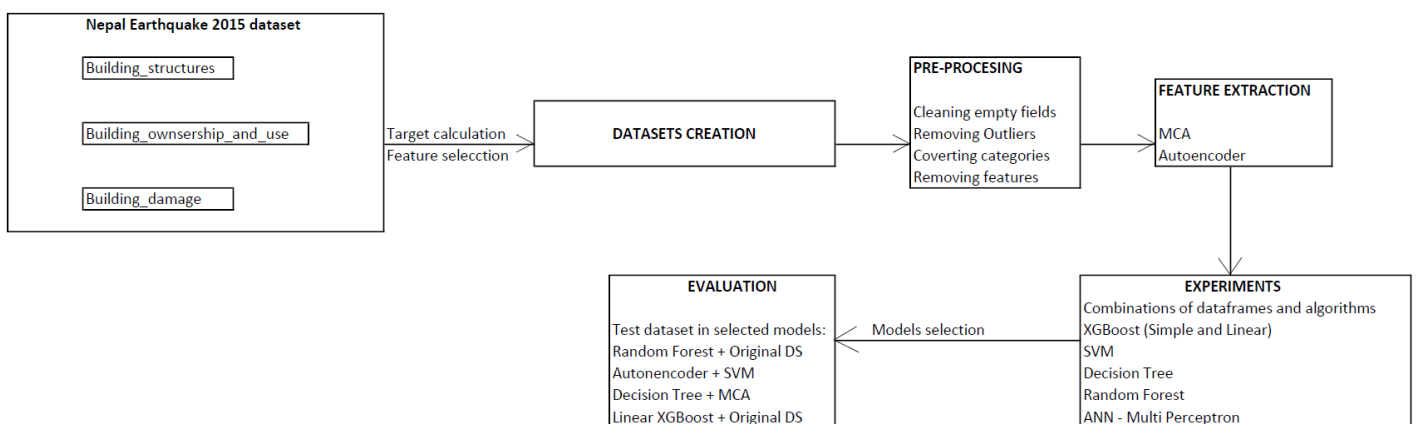 Nepal Earthquake 2015 dataset
Building_structures
Building_ownsership_and_use
Building_damage
Target calculation
Feature selecction
DATASETS CREATION
PRE-PROCESING
Cleaning empty fields
Removing Outliers
Coverting categories
Removing features
FEATURE EXTRACTION
MCA
Autoencoder
EXPERIMENTS
Combinations of dataframes and algorithms
XGBoost (Simple and Linear)
SVM
Decision Tree
Random Forest
ANN - Multi Perceptron
Models selection
EVALUATION
Test dataset in selected models:
Random Forest + Original DS
Autonencoder + SVM
Decision Tree + MCA
Linear XGBoost + Original DS